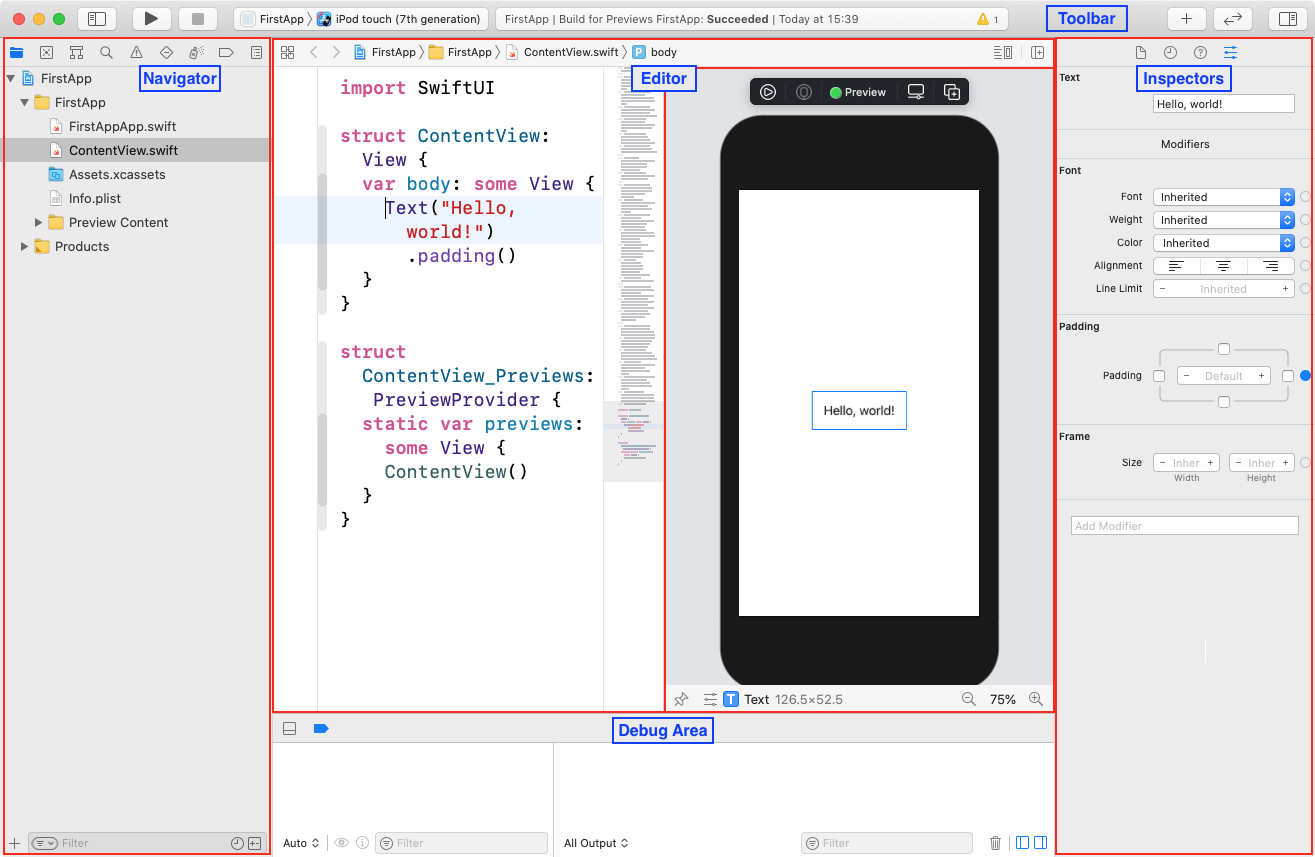 FirstApp iPod touch (7th generation)
FirstApp | Build for Previews FirstApp: Succeeded | Today at 15:39
1
Toolbar
Navigator
FirstApp
FirstApp
FirstAppApp.swift
ContentView.swift
Assets.xcassets
Info.plist
Preview Content
Products
Filter
FirstApp FirstApp ContentView.swift P body
Editor
import SwiftUI
struct ContentView:
View {
var body: some View {
Text("Hello,
world!")
.padding()
}
}
struct
ContentView_Previews:
PreviewProvider {
static var previews:
some View {
ContentView()
}
}
Preview
Hello, world!
T Text 126.5×52.5
75%
Debug Area
Auto
Filter
All Output
Filter
Inspectors
Text
Hello, world!
Modifiers
Font
Font Inherited
Weight Inherited
Color Inherited
Alignment
Line Limit − Inherited +
Padding
Padding − Default +
Frame
Size − Inher + − Inher +
Width Height
Add Modifier